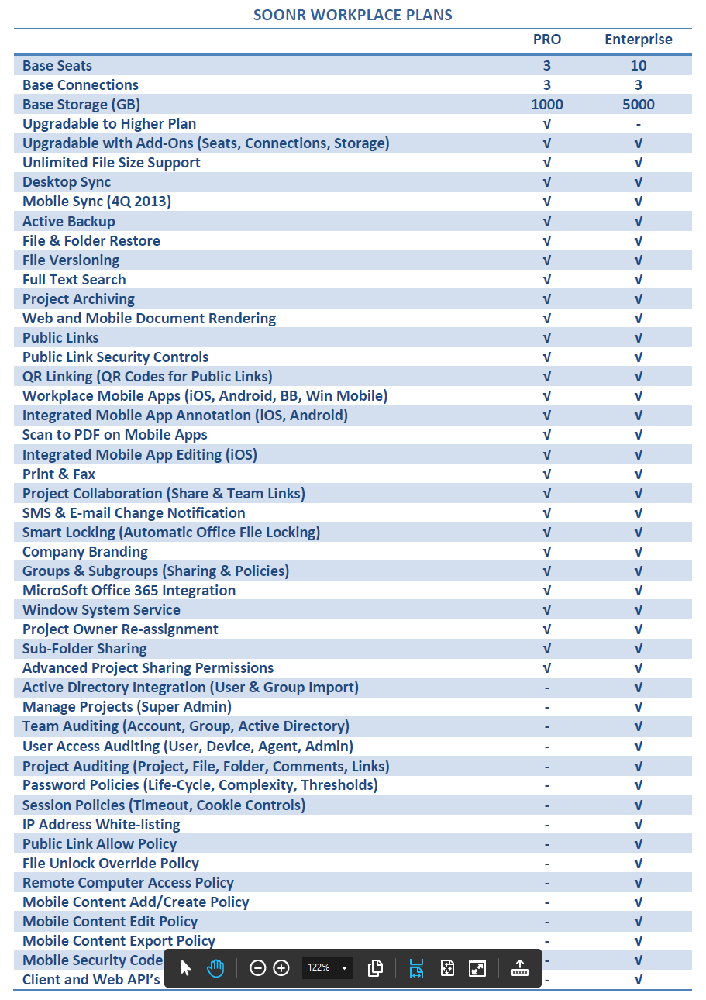 SOONR WORKPLACE PLANS
PRO Enterprise
Base Seats 3 10
Base Connections 3 3
Base Storage (GB) 1000 5000
Upgradable to Higher Plan √ -
Upgradable with Add-Ons (Seats, Connections, Storage) √ √
Unlimited File Size Support √ √
Desktop Sync √ √
Mobile Sync (4Q 2013) √ √
Active Backup √ √
File & Folder Restore √ √
File Versioning √ √
Full Text Search √ √
Project Archiving √ √
Web and Mobile Document Rendering √ √
Public Links √ √
Public Link Security Controls √ √
QR Linking (QR Codes for Public Links) √ √
Workplace Mobile Apps (iOS, Android, BB, Win Mobile) √ √
Integrated Mobile App Annotation (iOS, Android) √ √
Scan to PDF on Mobile Apps √ √
Integrated Mobile App Editing (iOS) √ √
Print & Fax √ √
Project Collaboration (Share & Team Links) √ √
SMS & E-mail Change Notification √ √
Smart Locking (Automatic Office File Locking) √ √
Company Branding √ √
Groups & Subgroups (Sharing & Policies) √ √
MicroSoft Office 365 Integration √ √
Window System Service √ √
Project Owner Re-assignment √ √
Sub-Folder Sharing √ √
Advanced Project Sharing Permissions √ √
Active Directory Integration (User & Group Import) - √
Manage Projects (Super Admin) - √
Team Auditing (Account, Group, Active Directory) - √
User Access Auditing (User, Device, Agent, Admin) - √
Project Auditing (Project, File, Folder, Comments, Links) - √
Password Policies (Life-Cycle, Complexity, Thresholds) - √
Session Policies (Timeout, Cookie Controls) - √
IP Address White-listing - √
Public Link Allow Policy - √
File Unlock Override Policy - √
Remote Computer Access Policy - √
Mobile Content Add/Create Policy - √
Mobile Content Edit Policy - √
Mobile Content Export Policy - √
Mobile Security Code - √
122%
Client and Web API's - √